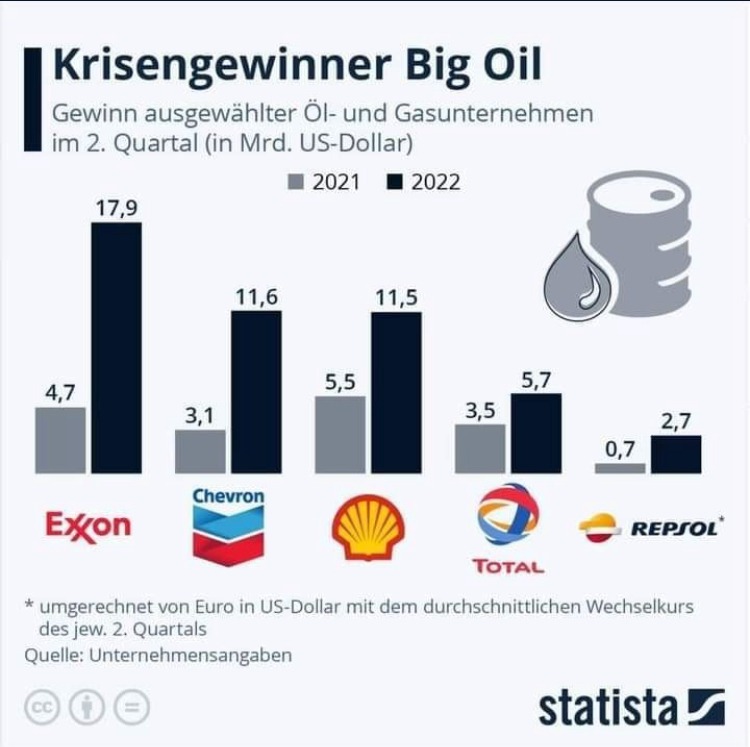 Krisengewinner Big Oil
Gewinn ausgewählter Öl- und Gasunternehmen
im 2. Quartal (in Mrd. US-Dollar)
2021 2022
17,9
11,6
11,5
4,7
3,1
5,5
3,5
5,7
0,7
2,7
Exxon
Chevron
TOTAL
REPSOL*
* umgerechnet von Euro in US-Dollar mit dem durchschnittlichen Wechselkurs
des jew. 2. Quartals
Quelle: Unternehmensangaben
cc
statista